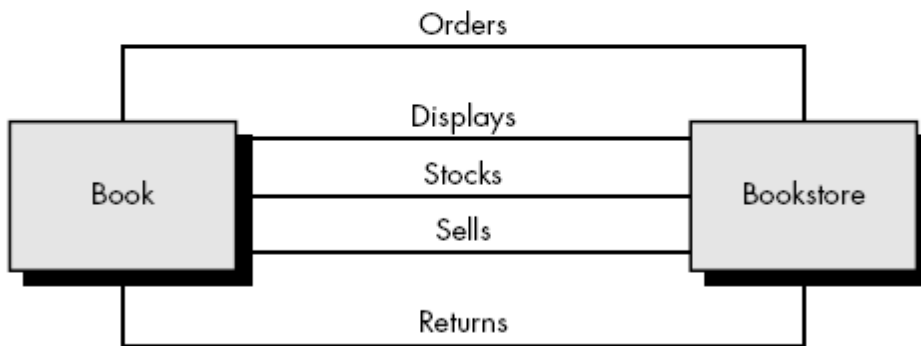 Orders
Displays
Book
Stocks
Bookstore
Sells
Returns